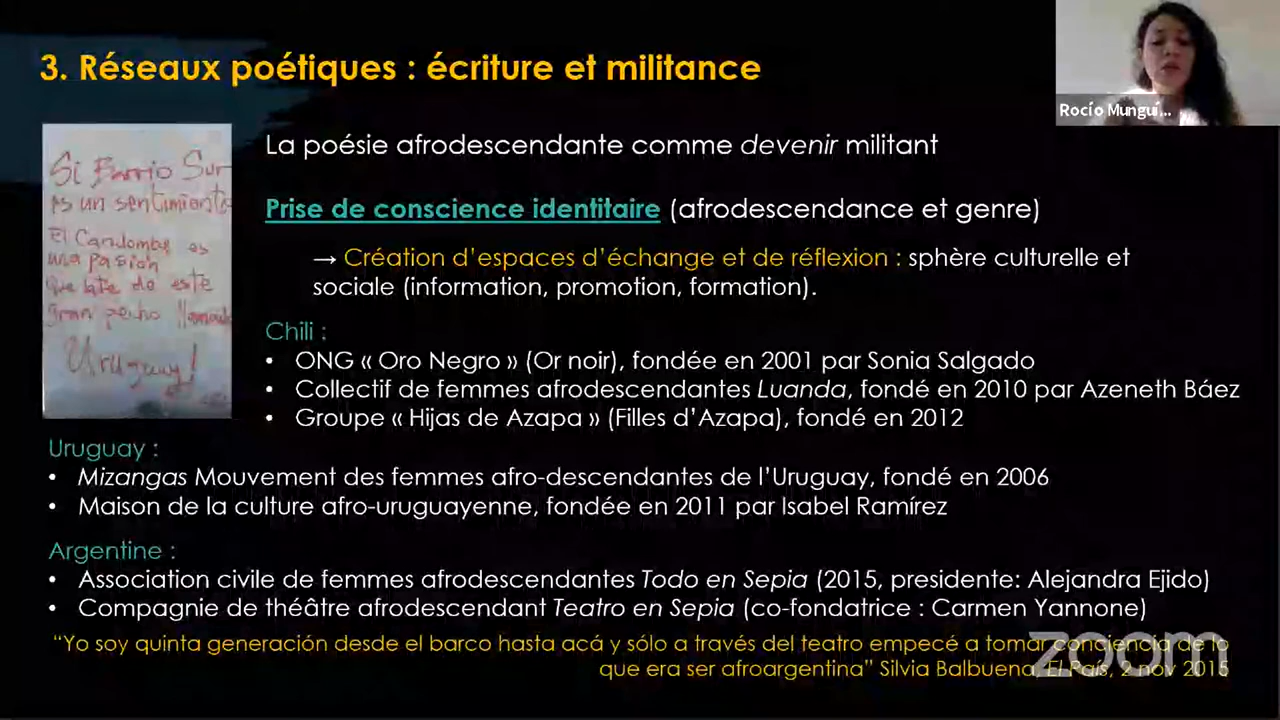 3. Réseaux poétiques : écriture et militance
Rocío Munguí...
Si Barrio Sur
es un sentimiento
El Candombe es
una pasión
que late de este
gran pecho llamado
Uruguay!
La poésie afrodescendante comme devenir militant
Prise de conscience identitaire (afrodescendance et genre)
→ Création d’espaces d’échange et de réflexion : sphère culturelle et
sociale (information, promotion, formation).
Chili :
• ONG « Oro Negro » (Or noir), fondée en 2001 par Sonia Salgado
• Collectif de femmes afrodescendantes Luanda, fondé en 2010 par Azeneth Báez
• Groupe « Hijas de Azapa » (Filles d’Azapa), fondé en 2012
Uruguay :
• Mizangas Mouvement des femmes afro-descendantes de l’Uruguay, fondé en 2006
• Maison de la culture afro-uruguayenne, fondée en 2011 par Isabel Ramírez
Argentine :
• Association civile de femmes afrodescendantes Todo en Sepia (2015, presidente: Alejandra Ejido)
• Compagnie de théâtre afrodescendant Teatro en Sepia (co-fondatrice : Carmen Yannone)
“Yo soy quinta generación desde el barco hasta acá y sólo a través del teatro empecé a tomar conciencia de lo
que era ser afroargentina” Silvia Balbuena, El País, 2 nov 2015
zoom